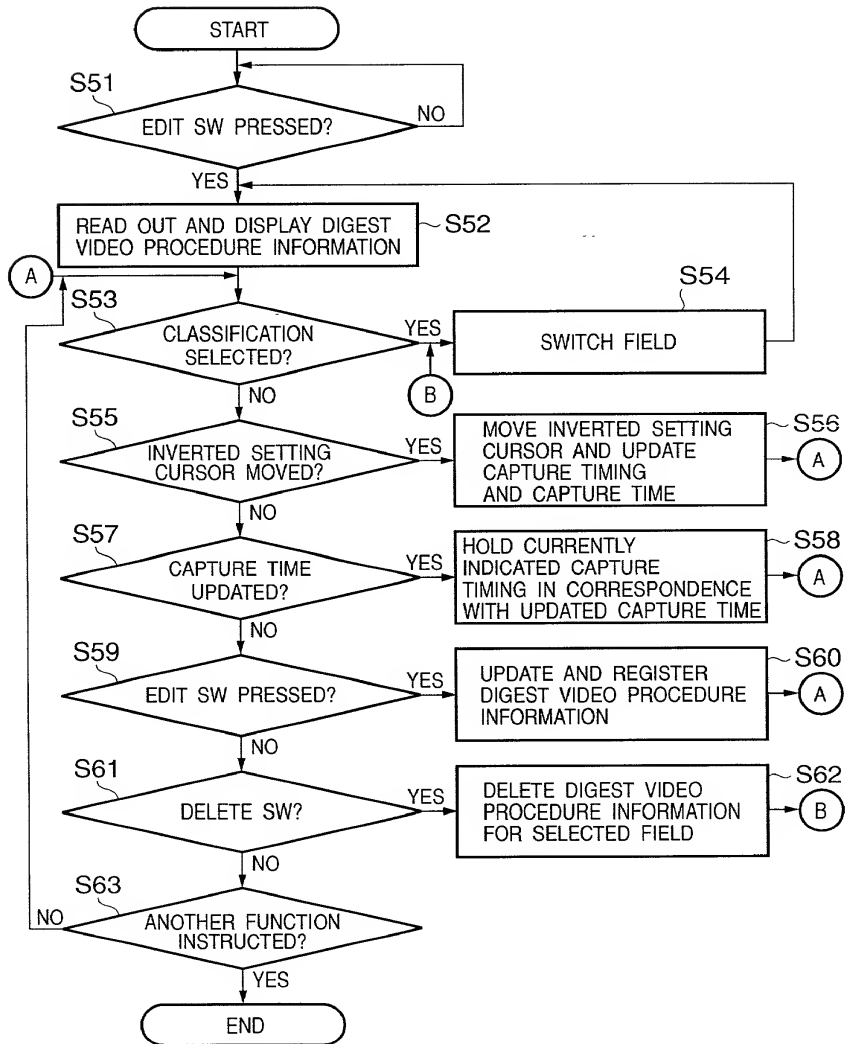 START
S51
EDIT SW PRESSED?
NO
YES
READ OUT AND DISPLAY DIGEST
VIDEO PROCEDURE INFORMATION
S52
A
S53
CLASSIFICATION
SELECTED?
YES
S54
SWITCH FIELD
B
NO
S55
INVERTED SETTING
CURSOR MOVED?
YES
MOVE INVERTED SETTING
CURSOR AND UPDATE
CAPTURE TIMING
AND CAPTURE TIME
S56
A
NO
S57
CAPTURE TIME
UPDATED?
YES
HOLD CURRENTLY
INDICATED CAPTURE
TIMING IN CORRESPONDENCE
WITH UPDATED CAPTURE TIME
S58
A
NO
S59
EDIT SW PRESSED?
YES
UPDATE AND REGISTER
DIGEST VIDEO PROCEDURE
INFORMATION
S60
A
NO
S61
DELETE SW?
YES
DELETE DIGEST VIDEO
PROCEDURE INFORMATION
FOR SELECTED FIELD
S62
B
NO
S63
NO
ANOTHER FUNCTION
INSTRUCTED?
YES
END